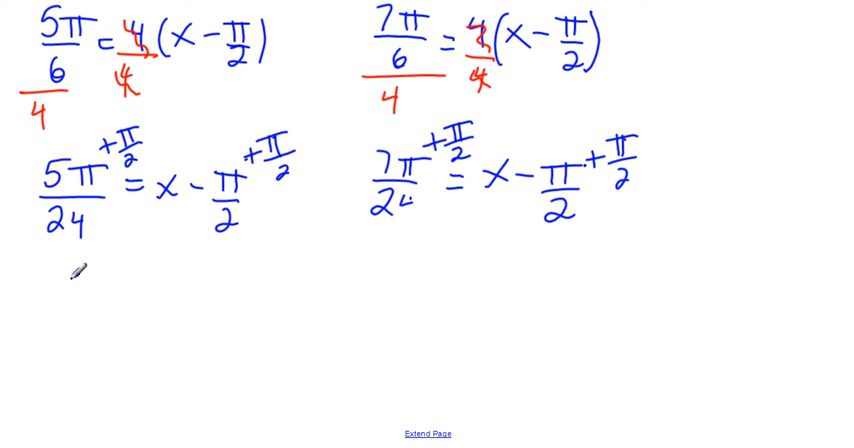 5π/6 = 4(x - π/2)
/4 /4
7π/6 = 4(x - π/2)
/4 /4
5π/24 + π/2 = x - π/2 + π/2
7π/24 + π/2 = x - π/2 + π/2
Extend Page